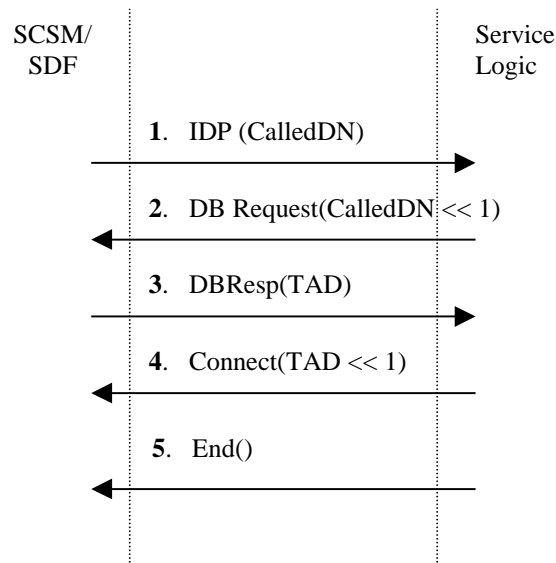 SCSM/
SDF
Service
Logic
1. IDP (CalledDN)
2. DB Request(CalledDN << 1)
3. DBResp(TAD)
4. Connect(TAD << 1)
5. End()